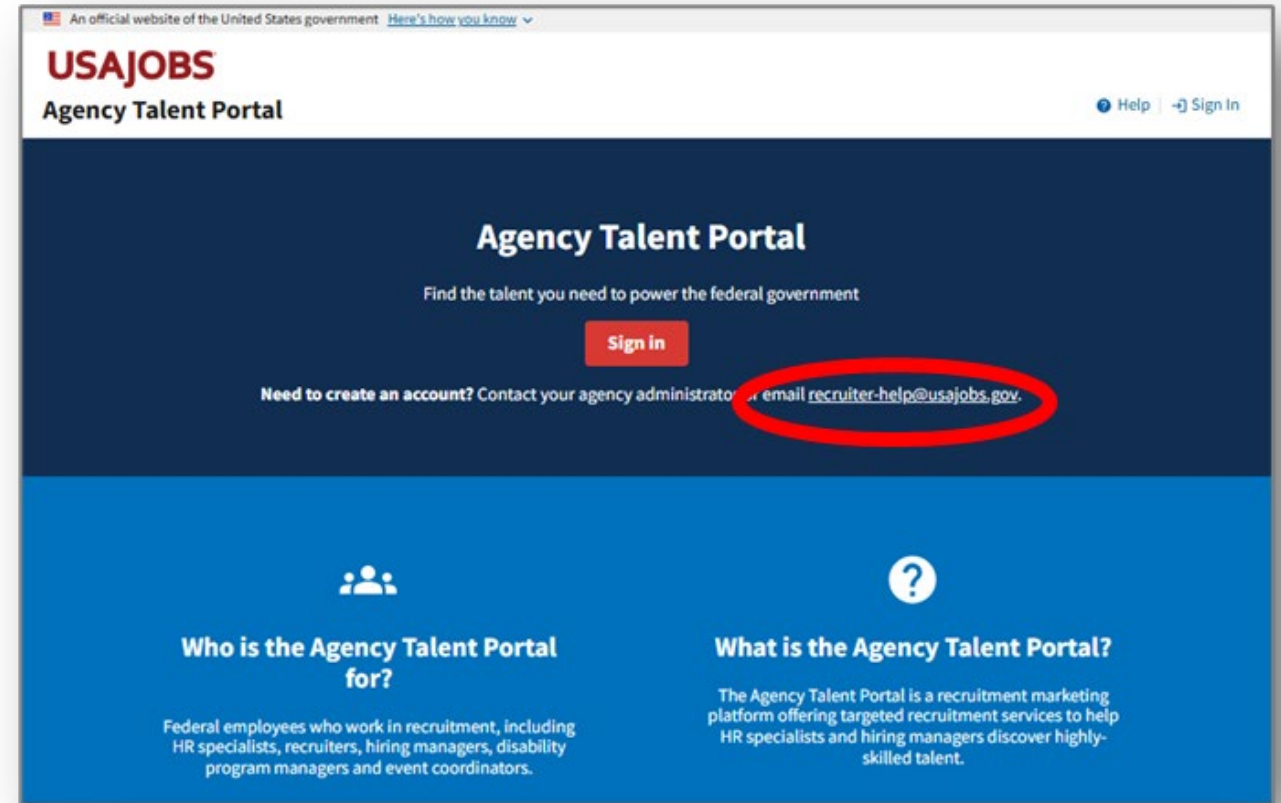 An official website of the United States government Here's how you know
USAJOBS
Agency Talent Portal
Help
Sign In
Agency Talent Portal
Find the talent you need to power the federal government
Sign in
Need to create an account? Contact your agency administrator or email recruiter-help@usajobs.gov.
Who is the Agency Talent Portal
for?
Federal employees who work in recruitment, including
HR specialists, recruiters, hiring managers, disability
program managers and event coordinators.
What is the Agency Talent Portal?
The Agency Talent Portal is a recruitment marketing
platform offering targeted recruitment services to help
HR specialists and hiring managers discover highly-
skilled talent.